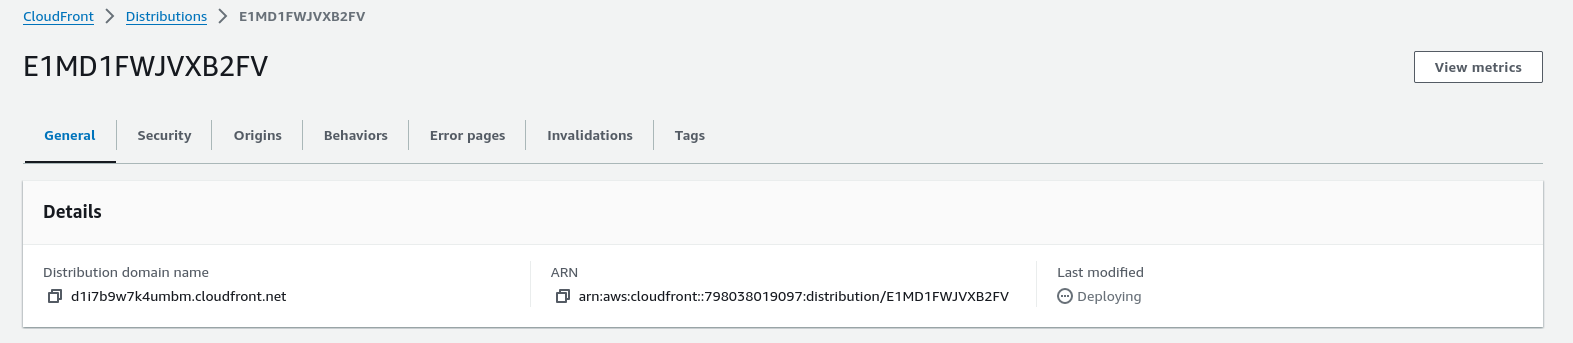 CloudFront > Distributions > E1MD1FWJVXB2FV
E1MD1FWJVXB2FV
View metrics
General Security Origins Behaviors Error pages Invalidations Tags
Details
Distribution domain name ARN Last modified
d1i7b9w7k4umbm.cloudfront.net arn:aws:cloudfront::798038019097:distribution/E1MD1FWJVXB2FV Deploying